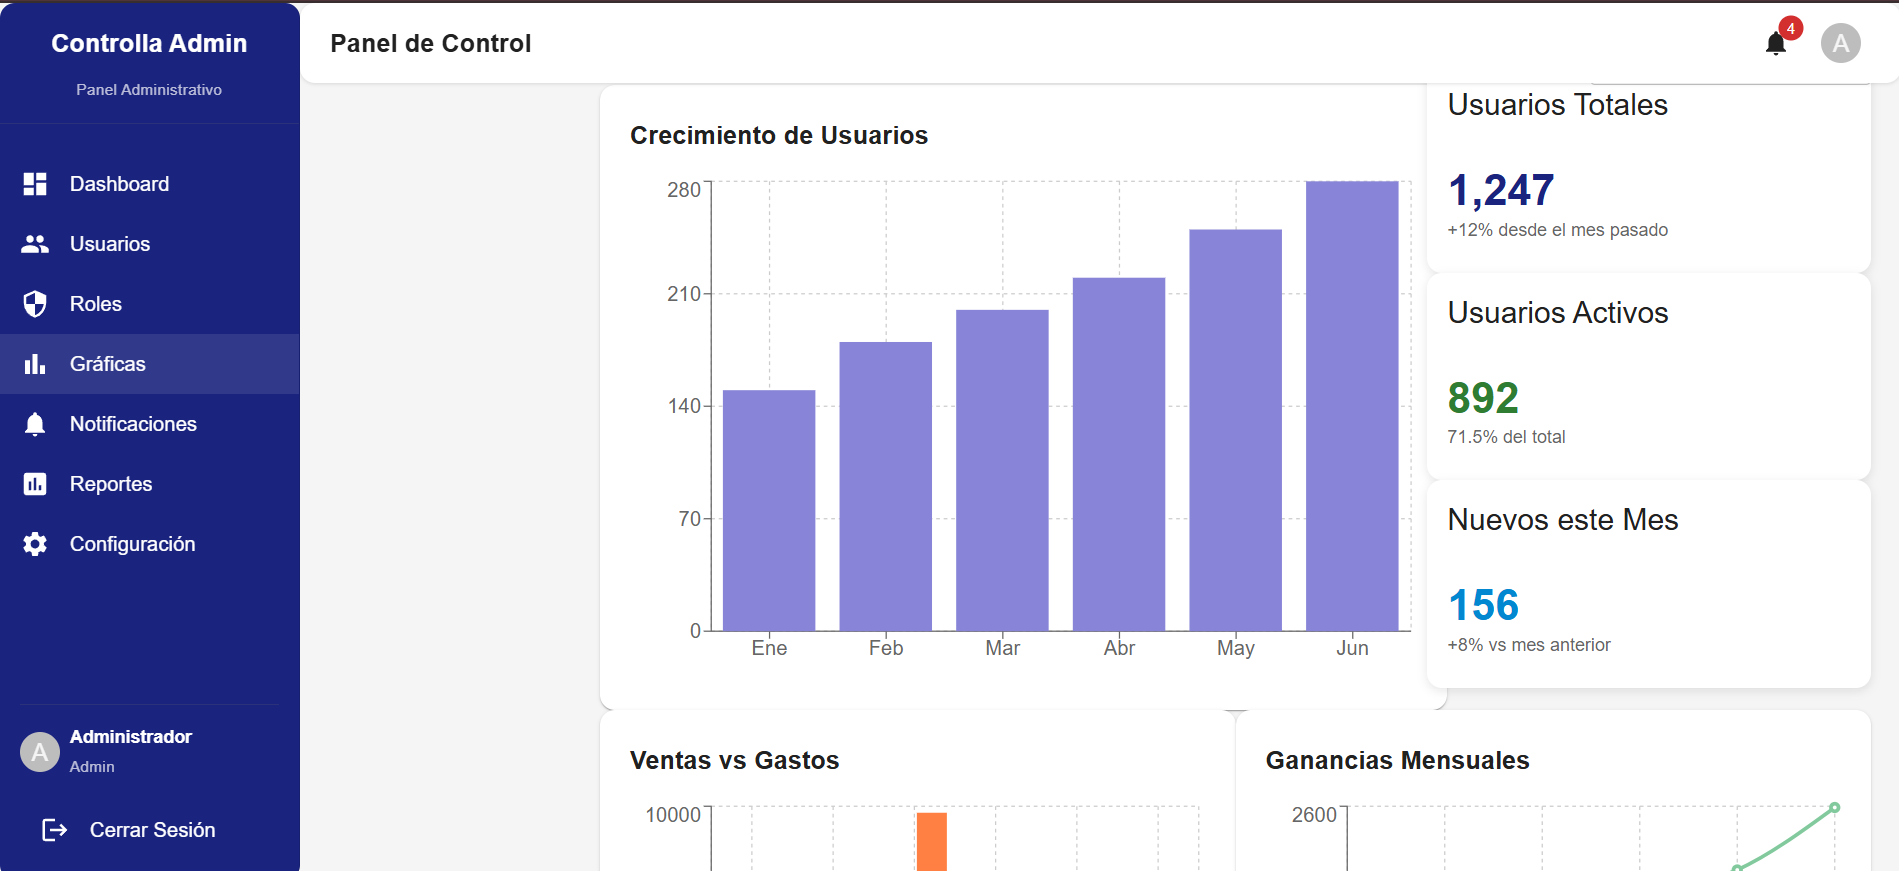 Controlla Admin
Panel Administrativo
Dashboard
Usuarios
Roles
Gráficas
Notificaciones
Reportes
Configuración
A
Administrador
Admin
Cerrar Sesión
Panel de Control
4
A
Crecimiento de Usuarios
280
210
140
70
0
Ene
Feb
Mar
Abr
May
Jun
Usuarios Totales
1,247
+12% desde el mes pasado
Usuarios Activos
892
71.5% del total
Nuevos este Mes
156
+8% vs mes anterior
Ventas vs Gastos
10000
Ganancias Mensuales
2600